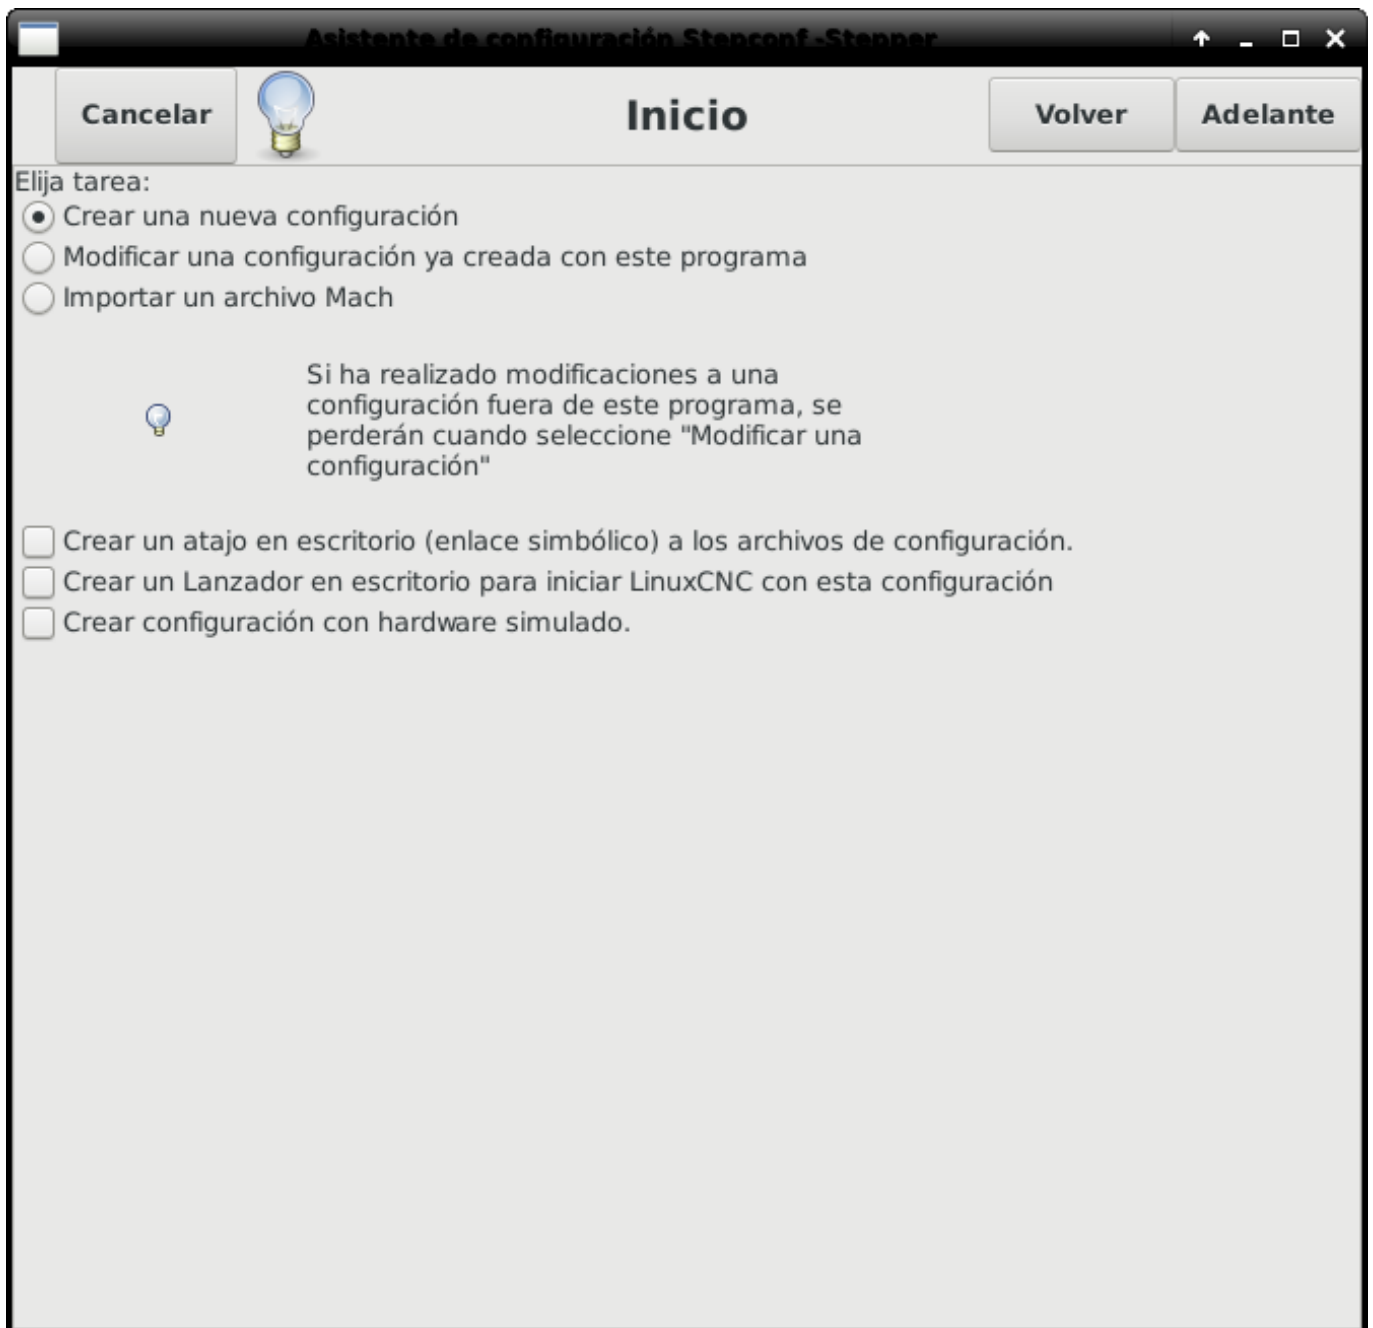 Asistente de configuración Stepconf -Stepper
Cancelar
Inicio
Volver
Adelante
Elija tarea:
Crear una nueva configuración
Modificar una configuración ya creada con este programa
Importar un archivo Mach
Si ha realizado modificaciones a una
configuración fuera de este programa, se
perderán cuando seleccione "Modificar una
configuración"
Crear un atajo en escritorio (enlace simbólico) a los archivos de configuración.
Crear un Lanzador en escritorio para iniciar LinuxCNC con esta configuración
Crear configuración con hardware simulado.